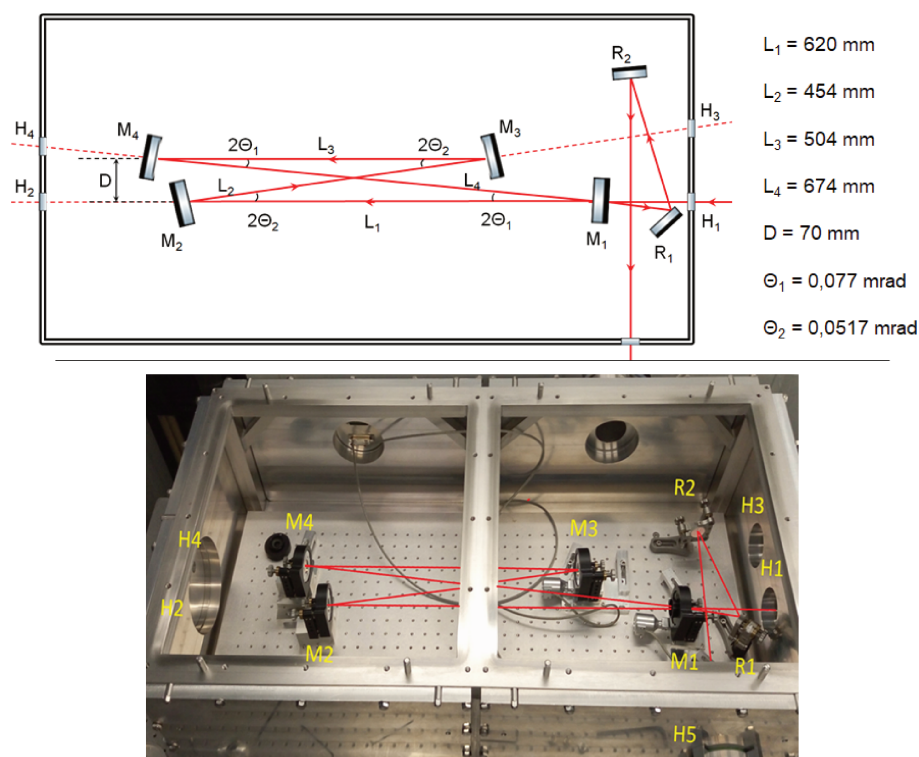 R₂
H₃
H₄
M₄
M₃
2Θ₁
L₃
2Θ₂
D
L₂
L₄
H₂
2Θ₂
L₁
2Θ₁
M₂
M₁
R₁
H₁
L₁ = 620 mm
L₂ = 454 mm
L₃ = 504 mm
L₄ = 674 mm
D = 70 mm
Θ₁ = 0,077 mrad
Θ₂ = 0,0517 mrad
R2
H3
M4
M3
H4
H1
H2
M2
M1
R1
H5